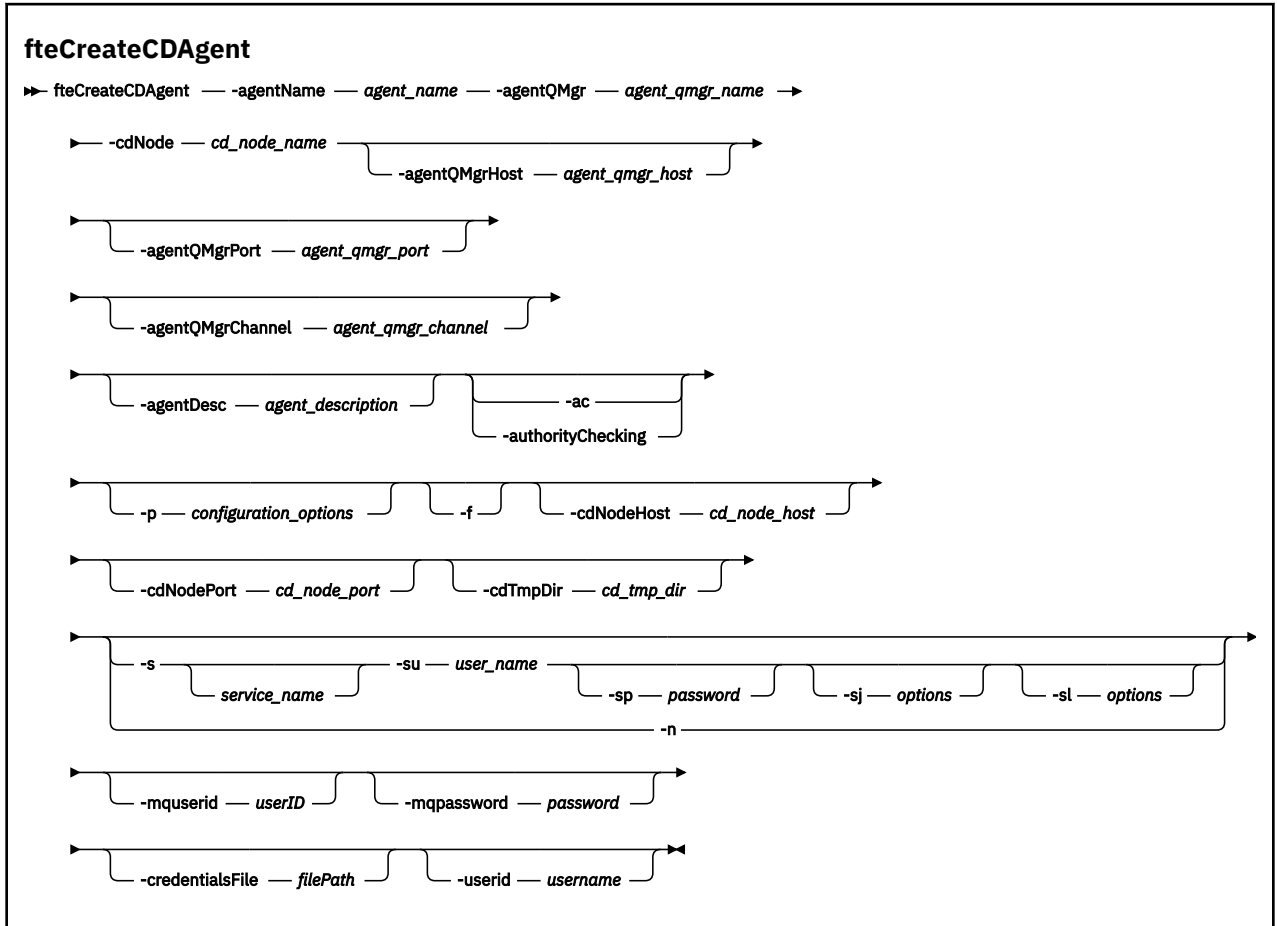 fteCreateCDAgent
fteCreateCDAgent -agentName agent_name -agentQMgr agent_qmgr_name
-cdNode cd_node_name
-agentQMgrHost agent_qmgr_host
-agentQMgrPort agent_qmgr_port
-agentQMgrChannel agent_qmgr_channel
-agentDesc agent_description
-ac
-authorityChecking
-p configuration_options -f -cdNodeHost cd_node_host
-cdNodePort cd_node_port -cdTmpDir cd_tmp_dir
-s -su user_name
service_name -sp password -sj options -sl options
-n
-mquserid userID -mqpassword password
-credentialsFile filePath -userid username